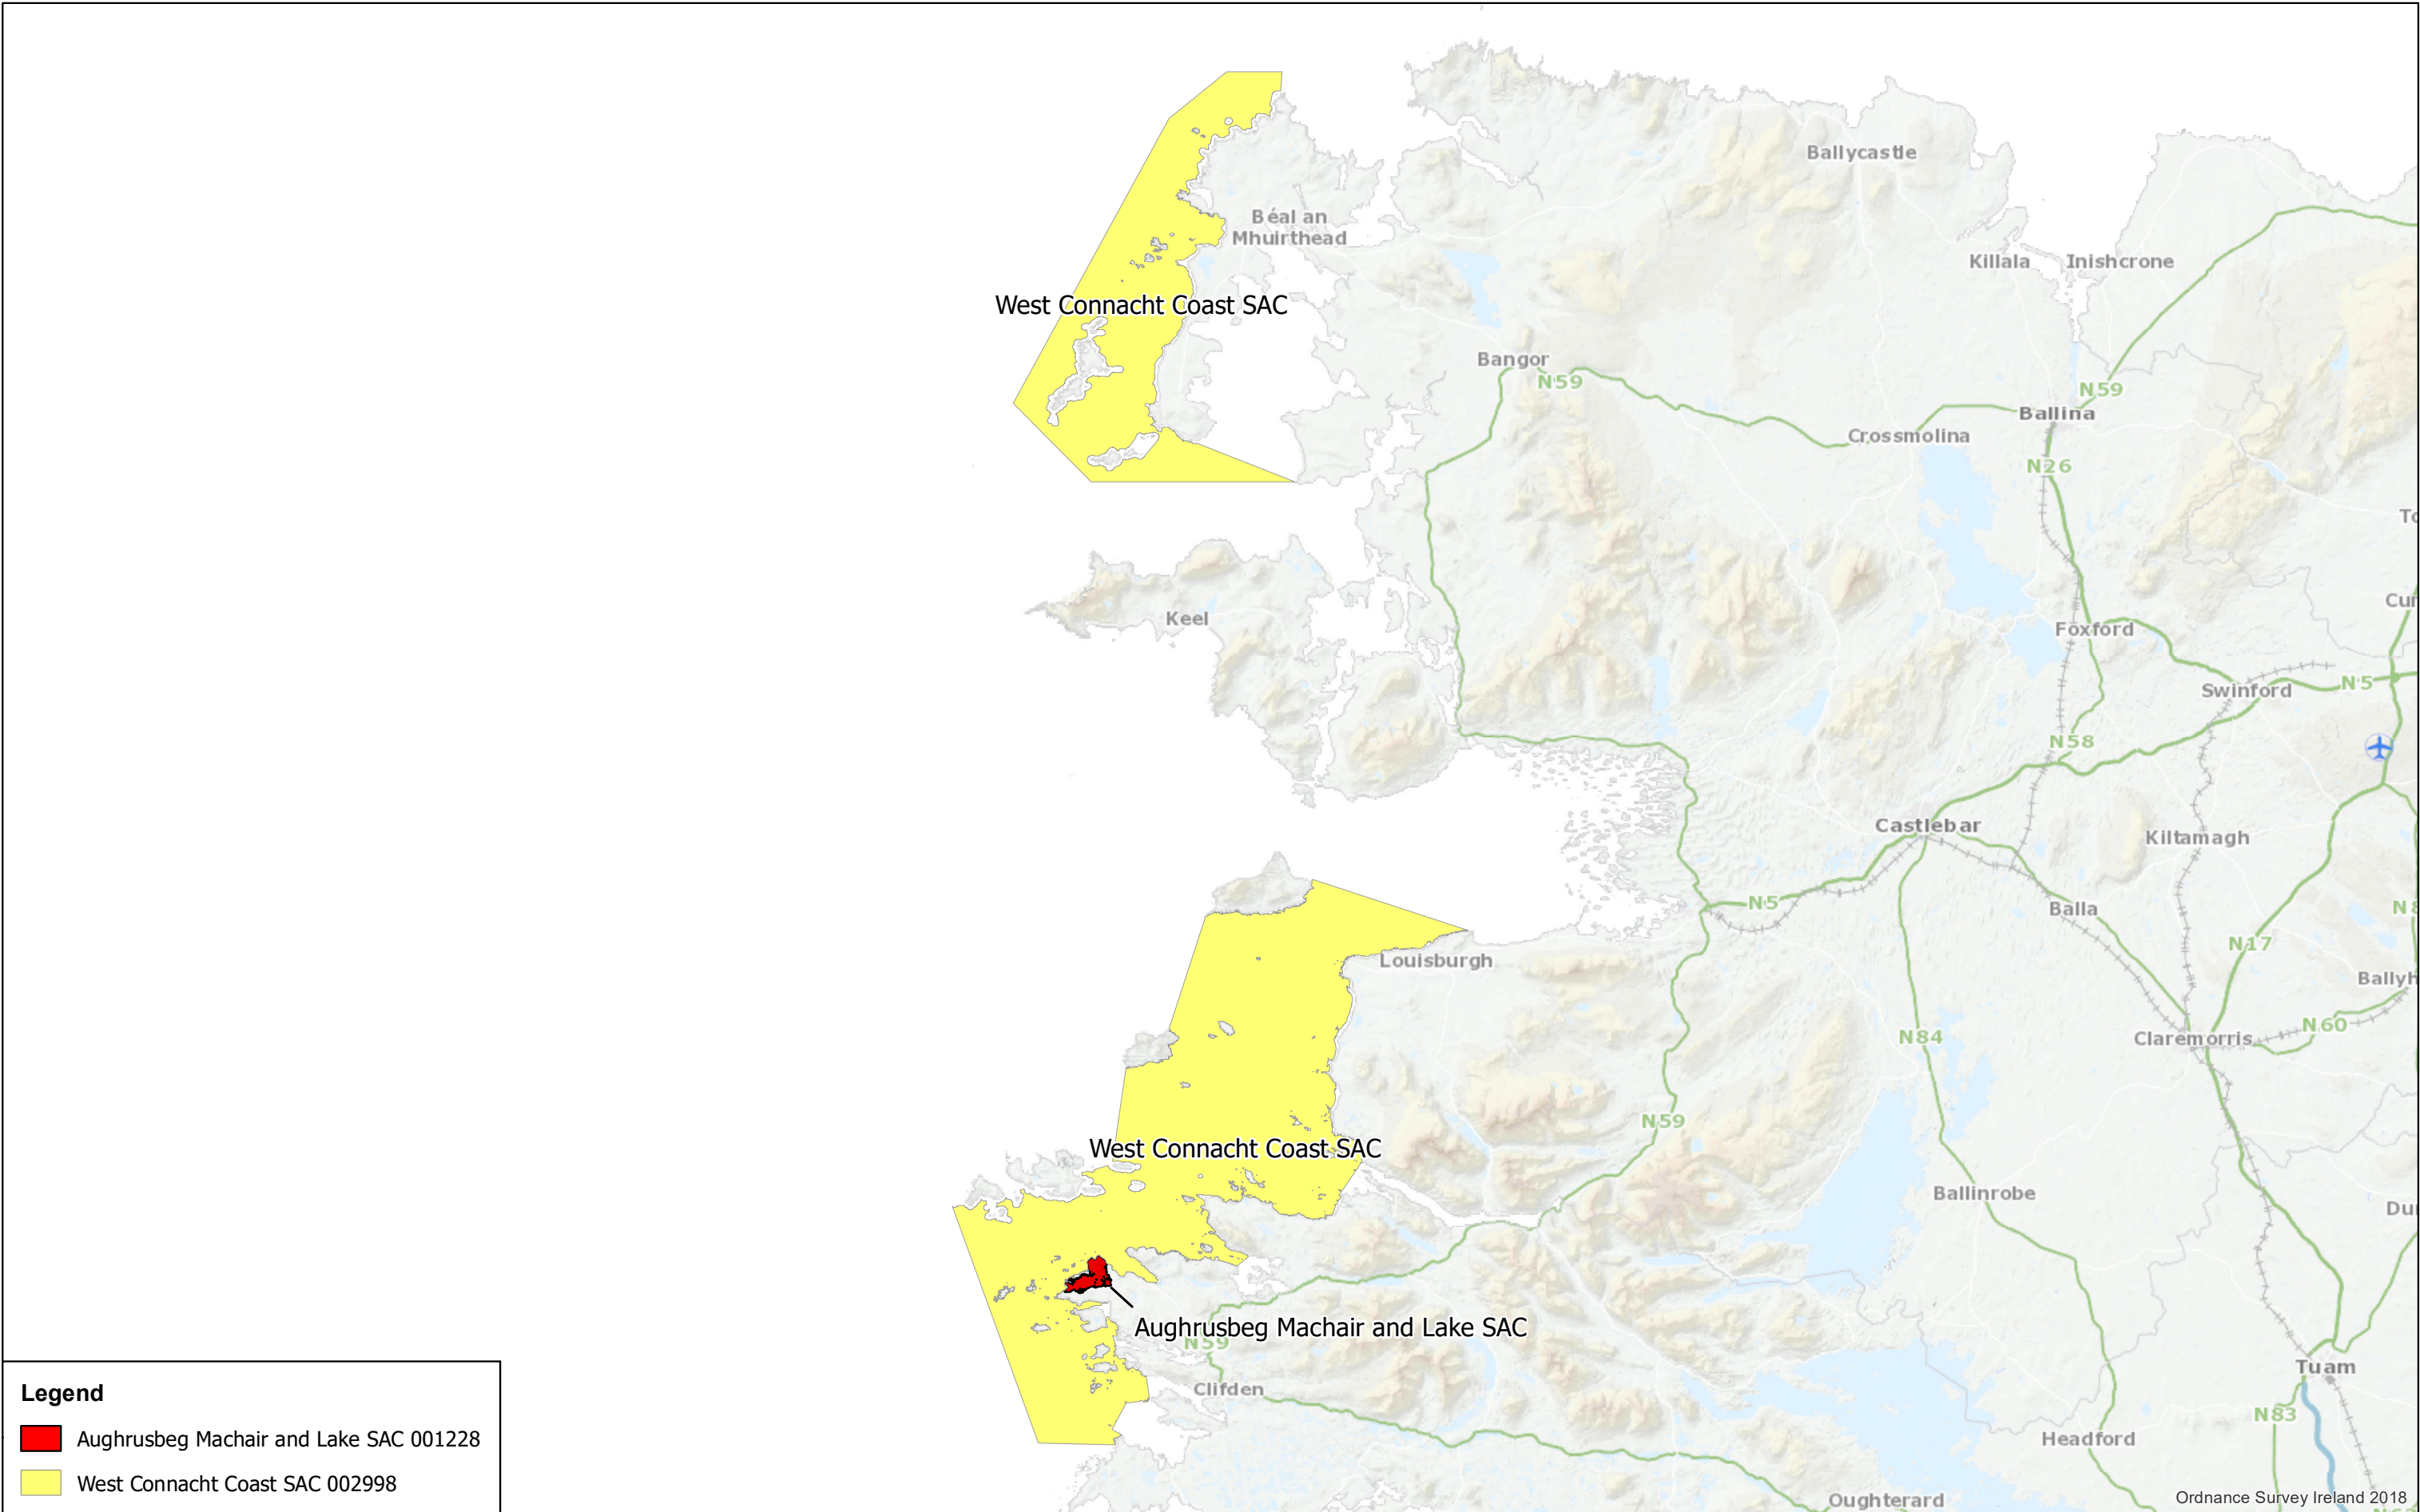 Ballycastle
Béal an
Mhuirthead
Killala
Inishcrone
West Connacht Coast SAC
Bangor
N59
N59
Ballina
Crossmolina
N26
Keel
Foxford
Swinford
N5
N58
Castlebar
Kiltamagh
N5
Balla
N17
Louisburgh
N84
N60
Claremorris
N59
West Connacht Coast SAC
Ballinrobe
Aughrusbeg Machair and Lake SAC
N59
Tuam
Clifden
N83
Headford
Oughterard
Legend
Aughrusbeg Machair and Lake SAC 001228
West Connacht Coast SAC 002998
Ordnance Survey Ireland 2018